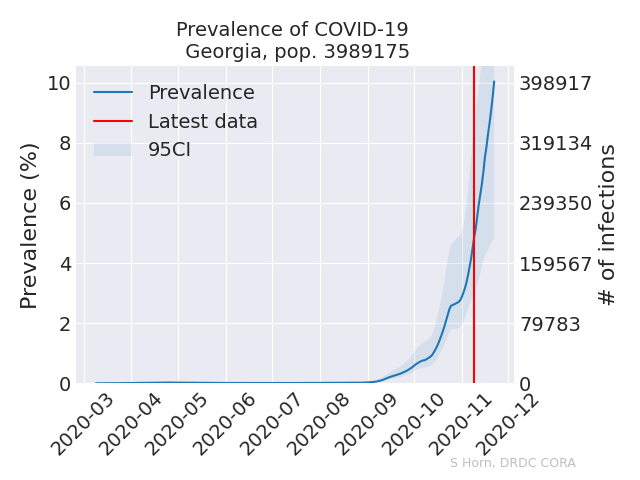 Prevalence of COVID-19
Georgia, pop. 3989175
Prevalence (%)
10
8
6
4
2
0
Prevalence
Latest data
95CI
398917
319134
239350
159567
79783
0
# of infections
2020-03
2020-04
2020-05
2020-06
2020-07
2020-08
2020-09
2020-10
2020-11
2020-12
S Horn, DRDC CORA